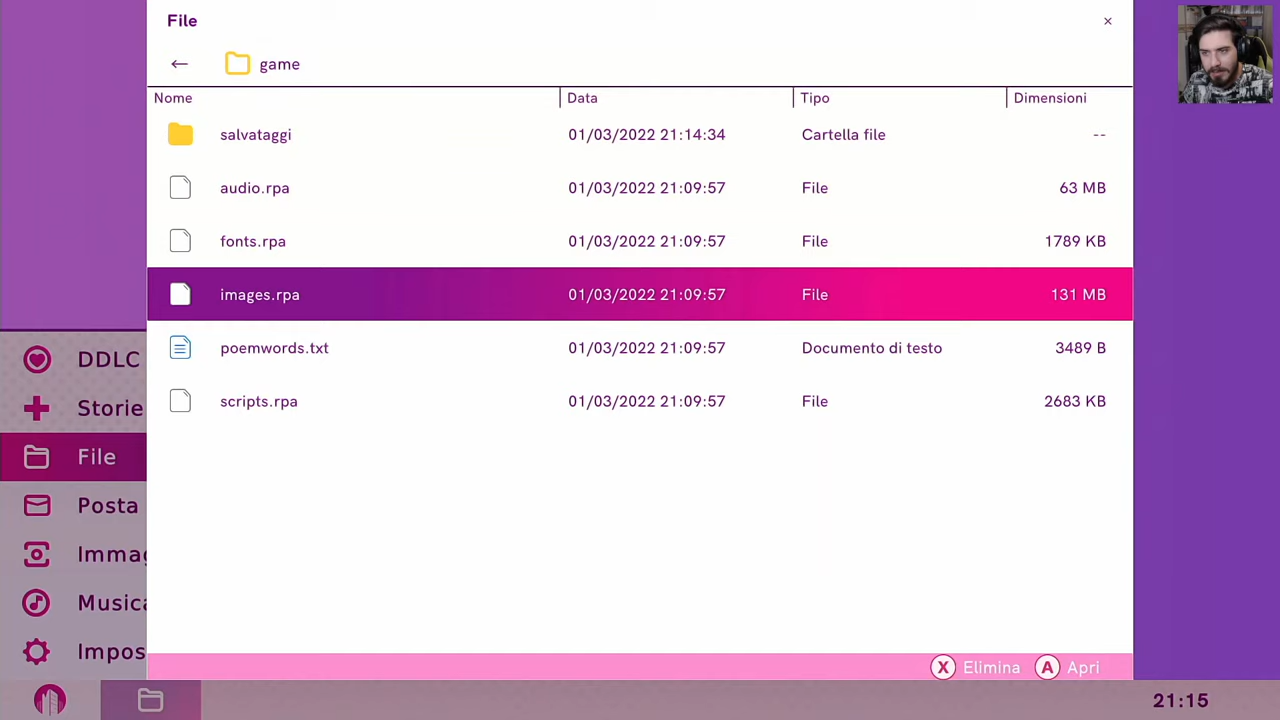 File ×
← game
Nome Data Tipo Dimensioni
salvataggi 01/03/2022 21:14:34 Cartella file --
audio.rpa 01/03/2022 21:09:57 File 63 MB
fonts.rpa 01/03/2022 21:09:57 File 1789 KB
images.rpa 01/03/2022 21:09:57 File 131 MB
poemwords.txt 01/03/2022 21:09:57 Documento di testo 3489 B
scripts.rpa 01/03/2022 21:09:57 File 2683 KB
DDLC
Storie
File
Posta
Immag
Musica
Impos
X Elimina A Apri
21:15